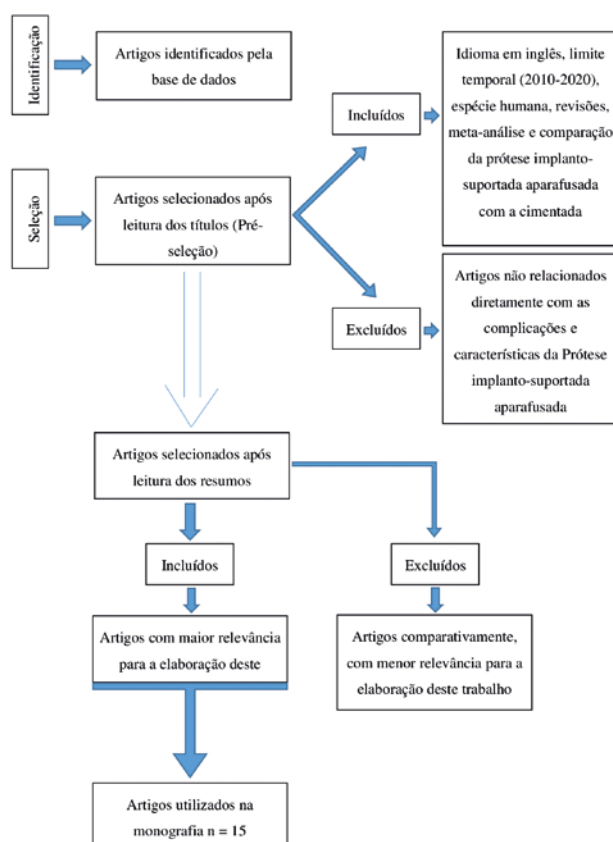 Identificação
Artigos identificados pela
base de dados
Seleção
Artigos selecionados após
leitura dos títulos (Pré-
seleção)
Incluídos
Idioma em inglês, limite
temporal (2010-2020),
espécie humana, revisões,
meta-análise e comparação
da prótese implanto-
suportada aparafusada
com a cimentada
Excluídos
Artigos não relacionados
diretamente com as
complicações e
características da Prótese
implanto-suportada
aparafusada
Artigos selecionados após
leitura dos resumos
Incluídos
Excluídos
Artigos com maior relevância
para a elaboração deste
Artigos comparativamente,
com menor relevância para a
elaboração deste trabalho
Artigos utilizados na
monografia n = 15